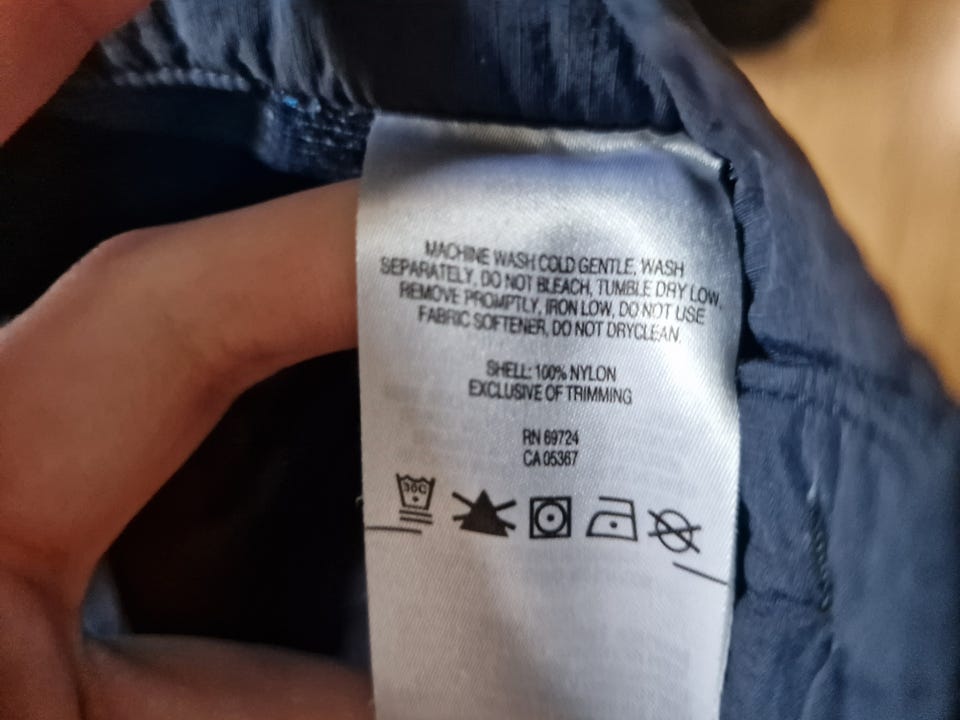 MACHINE WASH COLD GENTLE, WASH
SEPARATELY, DO NOT BLEACH, TUMBLE DRY LOW,
REMOVE PROMPTLY, IRON LOW, DO NOT USE
FABRIC SOFTENER, DO NOT DRYCLEAN.
SHELL: 100% NYLON
EXCLUSIVE OF TRIMMING
RN 69724
CA 05367
30C